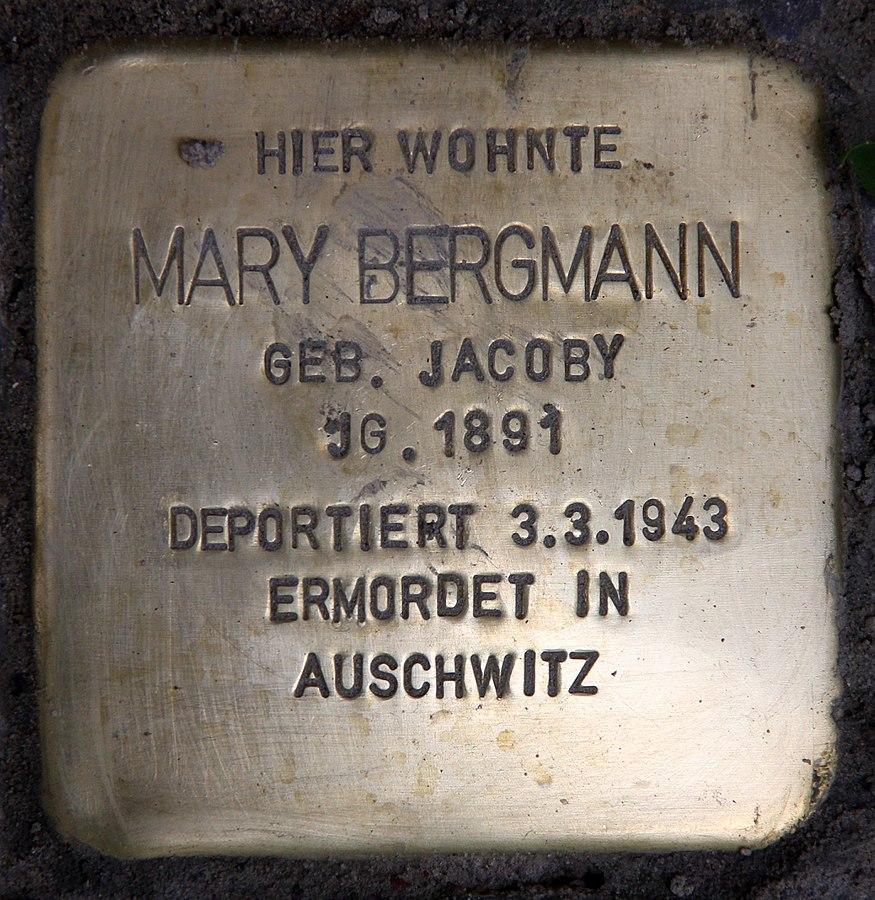 HIER WOHNTE
MARY BERGMANN
GEB. JACOBY
JG. 1891
DEPORTIERT 3.3.1943
ERMORDET IN
AUSCHWITZ